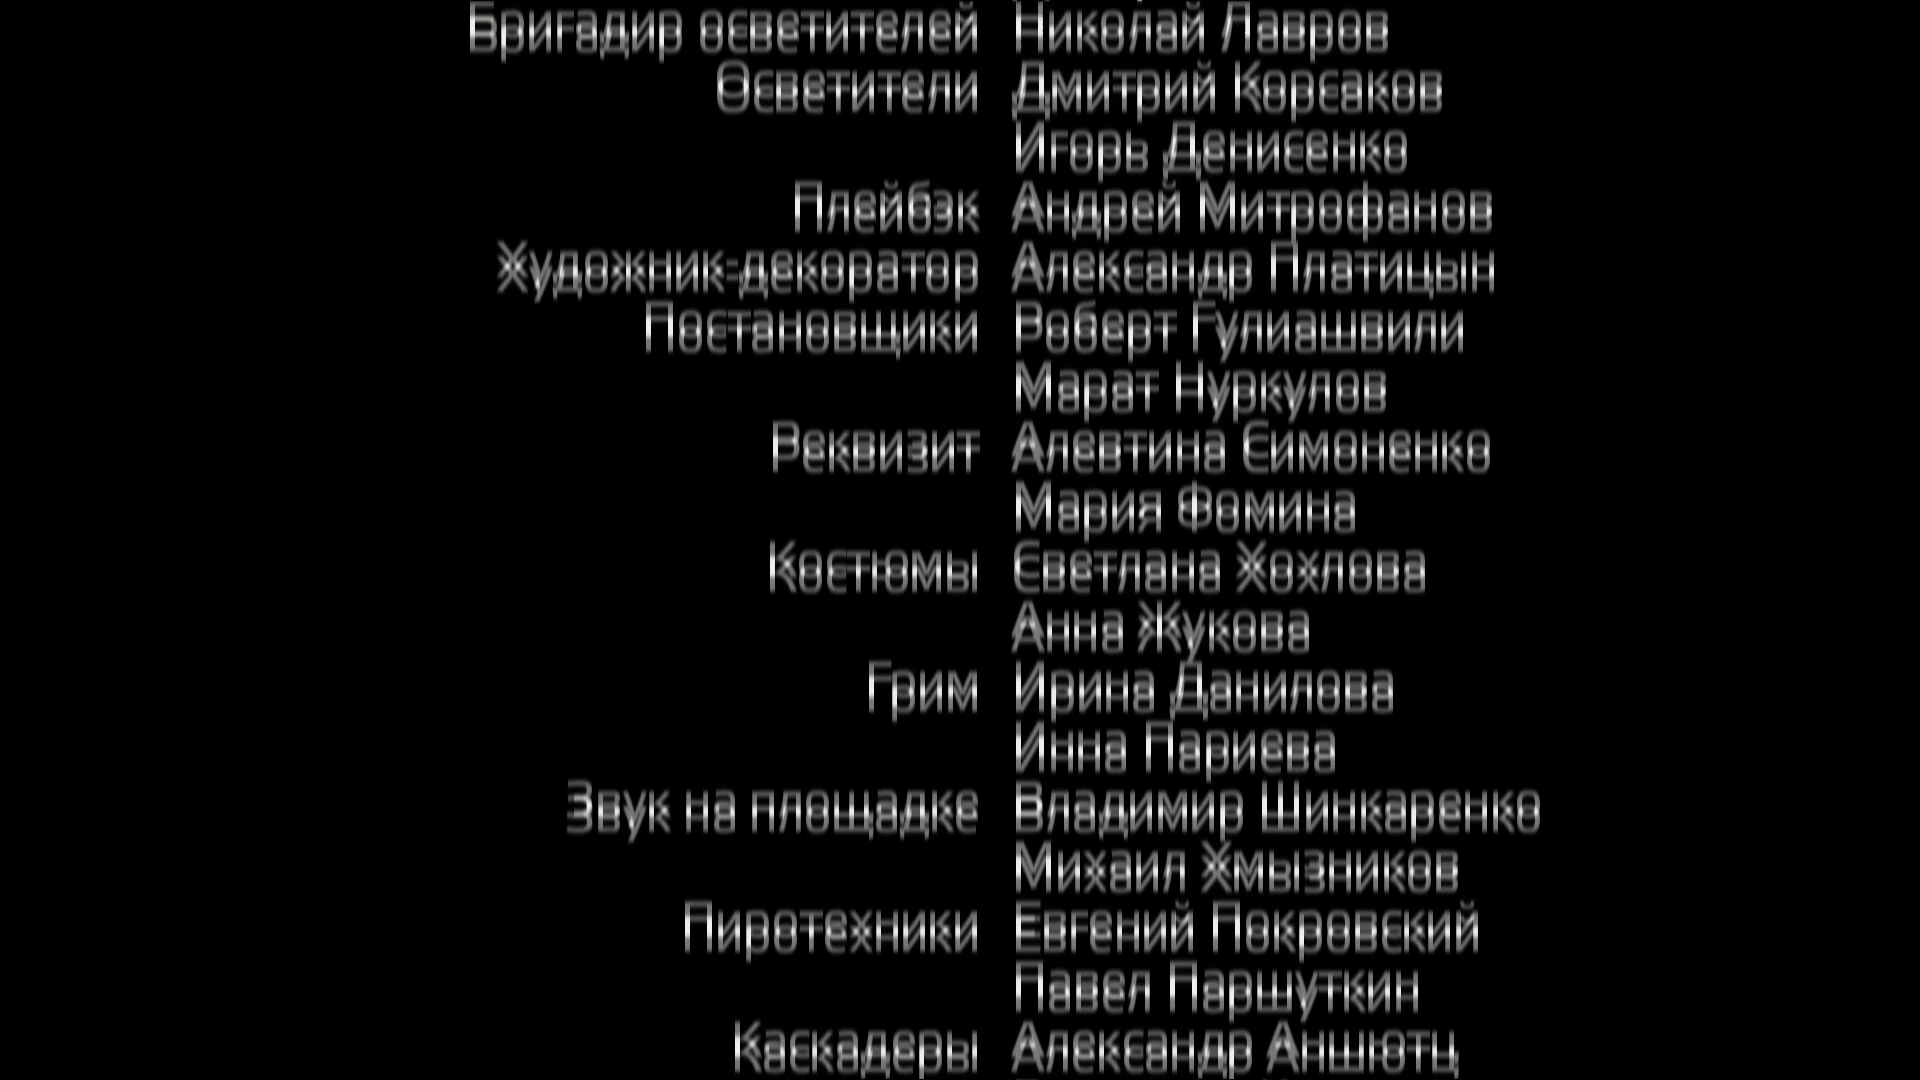 Бригадир осветителей Николай Лавров
Осветители Дмитрий Корсаков
Игорь Денисенко
Плейбэк Андрей Митрофанов
Художник-декоратор Александр Платицын
Постановщики Роберт Гулиашвили
Марат Нуркулов
Реквизит Алевтина Симоненко
Мария Фомина
Костюмы Светлана Хохлова
Анна Жукова
Грим Ирина Данилова
Инна Париева
Звук на площадке Владимир Шинкаренко
Михаил Хмызников
Пиротехники Евгений Покровский
Павел Паршуткин
Каскадеры Александр Аншютц